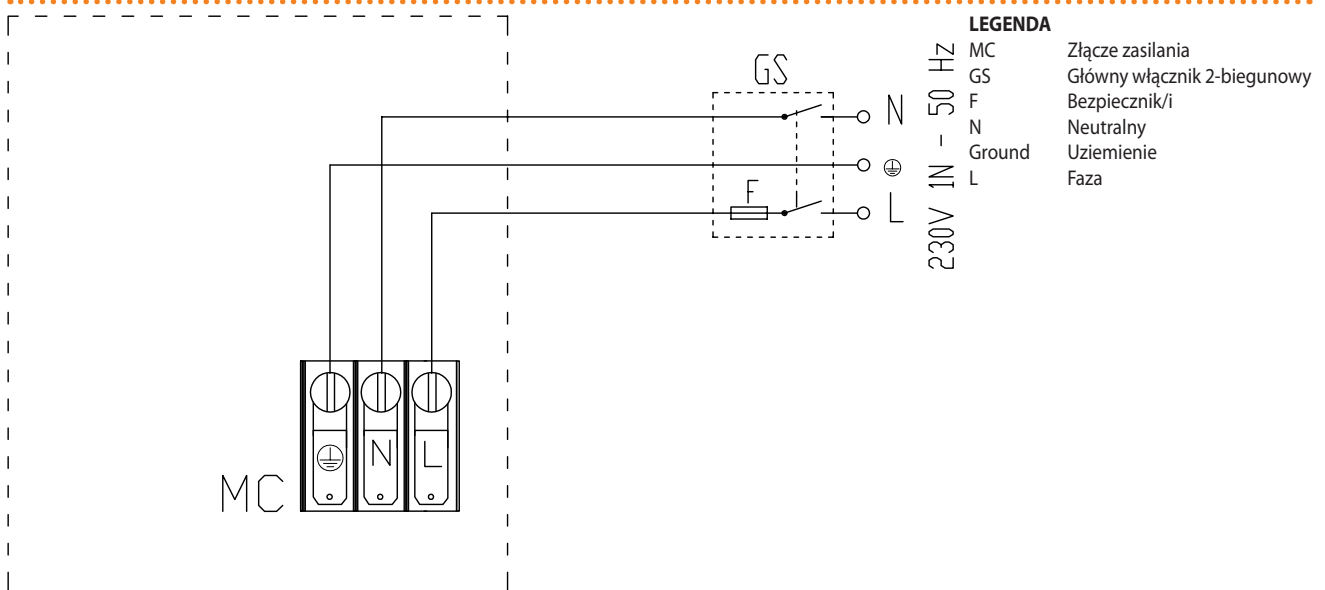 LEGENDA
MC Złącze zasilania
GS Główny włącznik 2-biegunowy
F Bezpiecznik/i
N Neutralny
Ground Uziemienie
L Faza
GS
N
F
L
230V 1N - 50 Hz
N L
MC